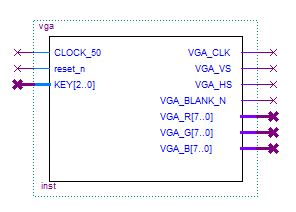 vga
CLOCK_50 VGA_CLK
reset_n VGA_VS
KEY[2..0] VGA_HS
VGA_BLANK_N
VGA_R[7..0]
VGA_G[7..0]
VGA_B[7..0]
inst